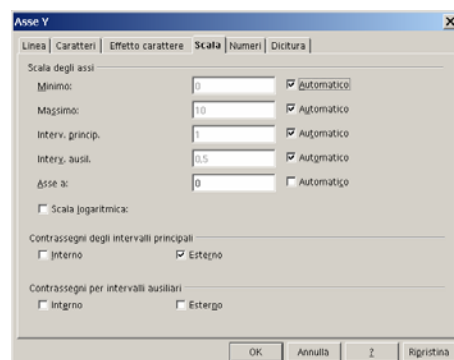 Asse Y
Linea Caratteri Effetto carattere Scala Numeri Dicitura
Scala degli assi
Minimo: 0 Automatico
Massimo: 10 Automatico
Interv. princip. 1 Automatico
Interv. ausil. 0,5 Automatico
Asse a: 0 Automatico
Scala logaritmica:
Contrassegni degli intervalli principali
Interno Esterno
Contrassegni per intervalli ausiliari
Interno Esterno
OK Annulla ? Ripristina